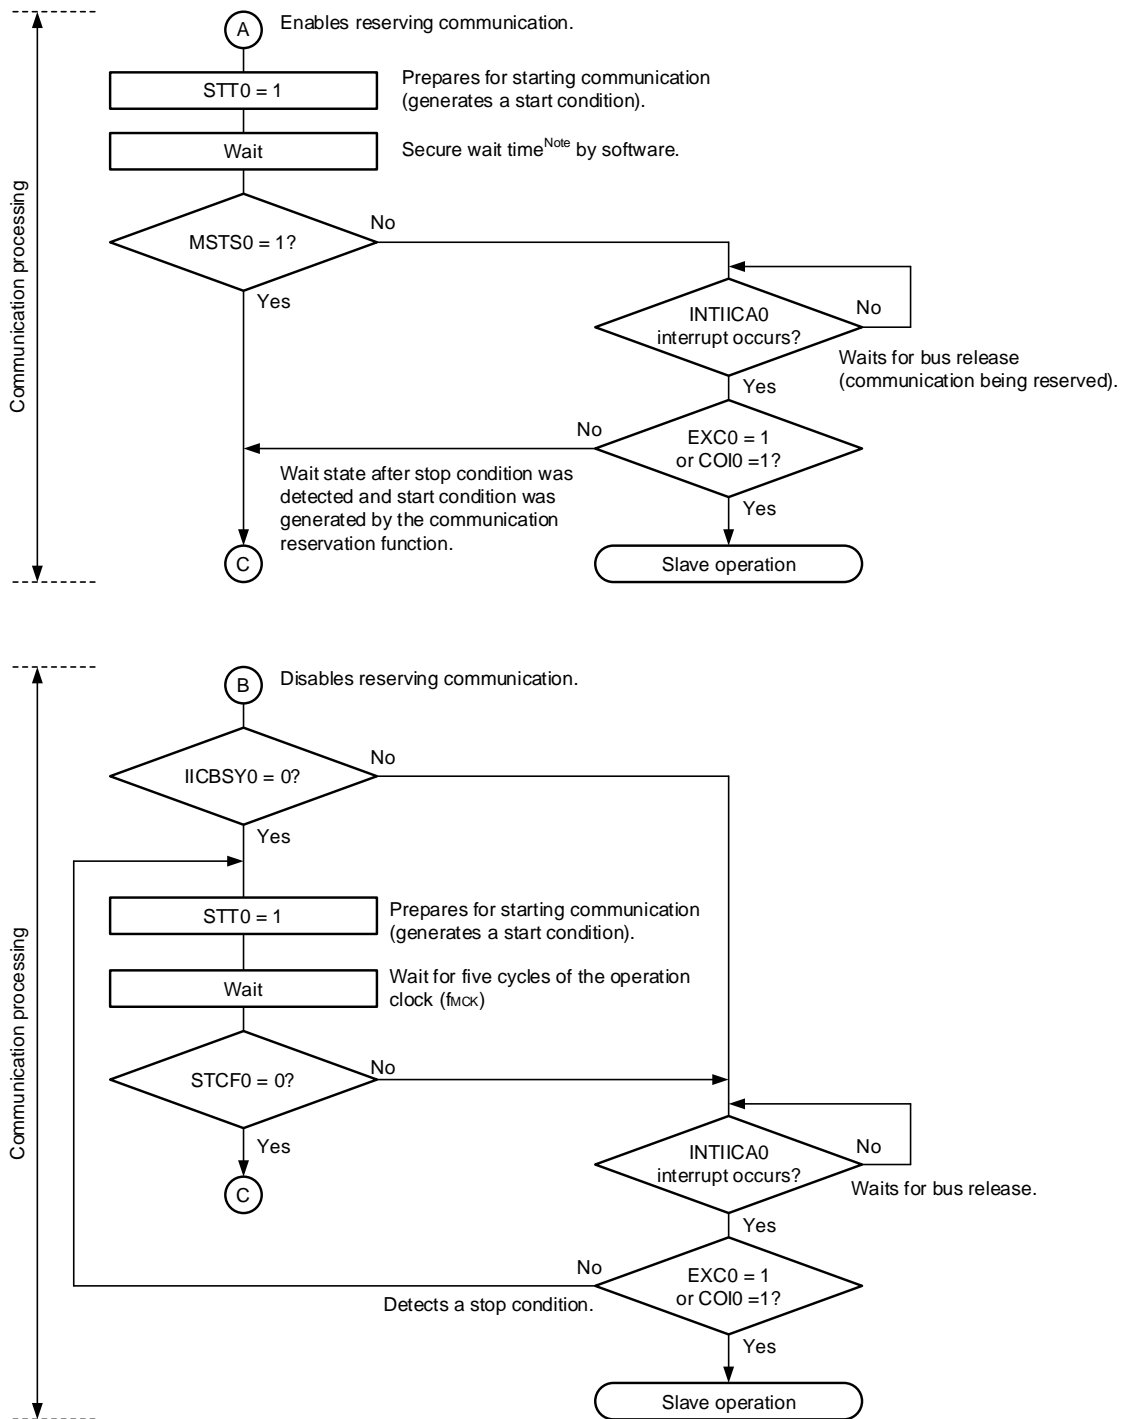 A
Enables reserving communication.
STT0 = 1
Prepares for starting communication
(generates a start condition).
Wait
Secure wait timeNote by software.
MSTS0 = 1?
No
Yes
INTIICA0
interrupt occurs?
No
Waits for bus release
(communication being reserved).
Yes
EXC0 = 1
or COI0 =1?
No
Yes
Wait state after stop condition was
detected and start condition was
generated by the communication
reservation function.
C
Slave operation
Communication processing
B
Disables reserving communication.
IICBSY0 = 0?
No
Yes
STT0 = 1
Prepares for starting communication
(generates a start condition).
Wait
Wait for five cycles of the operation
clock (fMCK)
STCF0 = 0?
No
Yes
C
INTIICA0
interrupt occurs?
No
Waits for bus release.
Yes
EXC0 = 1
or COI0 =1?
No
Detects a stop condition.
Yes
Slave operation
Communication processing